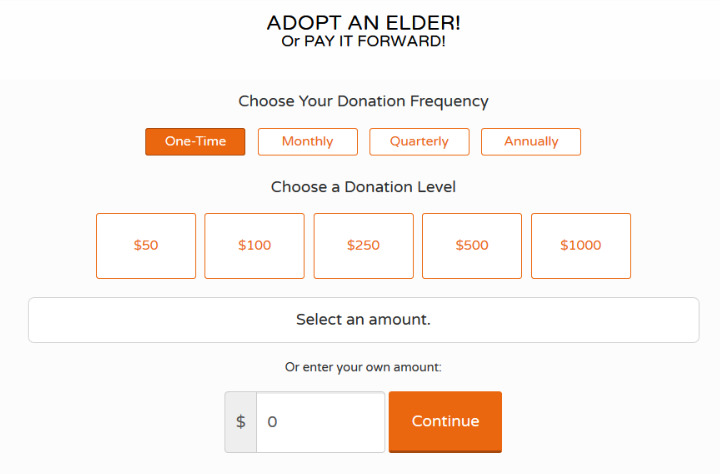 ADOPT AN ELDER!
Or PAY IT FORWARD!
Choose Your Donation Frequency
One-Time Monthly Quarterly Annually
Choose a Donation Level
$50 $100 $250 $500 $1000
Select an amount.
Or enter your own amount:
$ 0 Continue